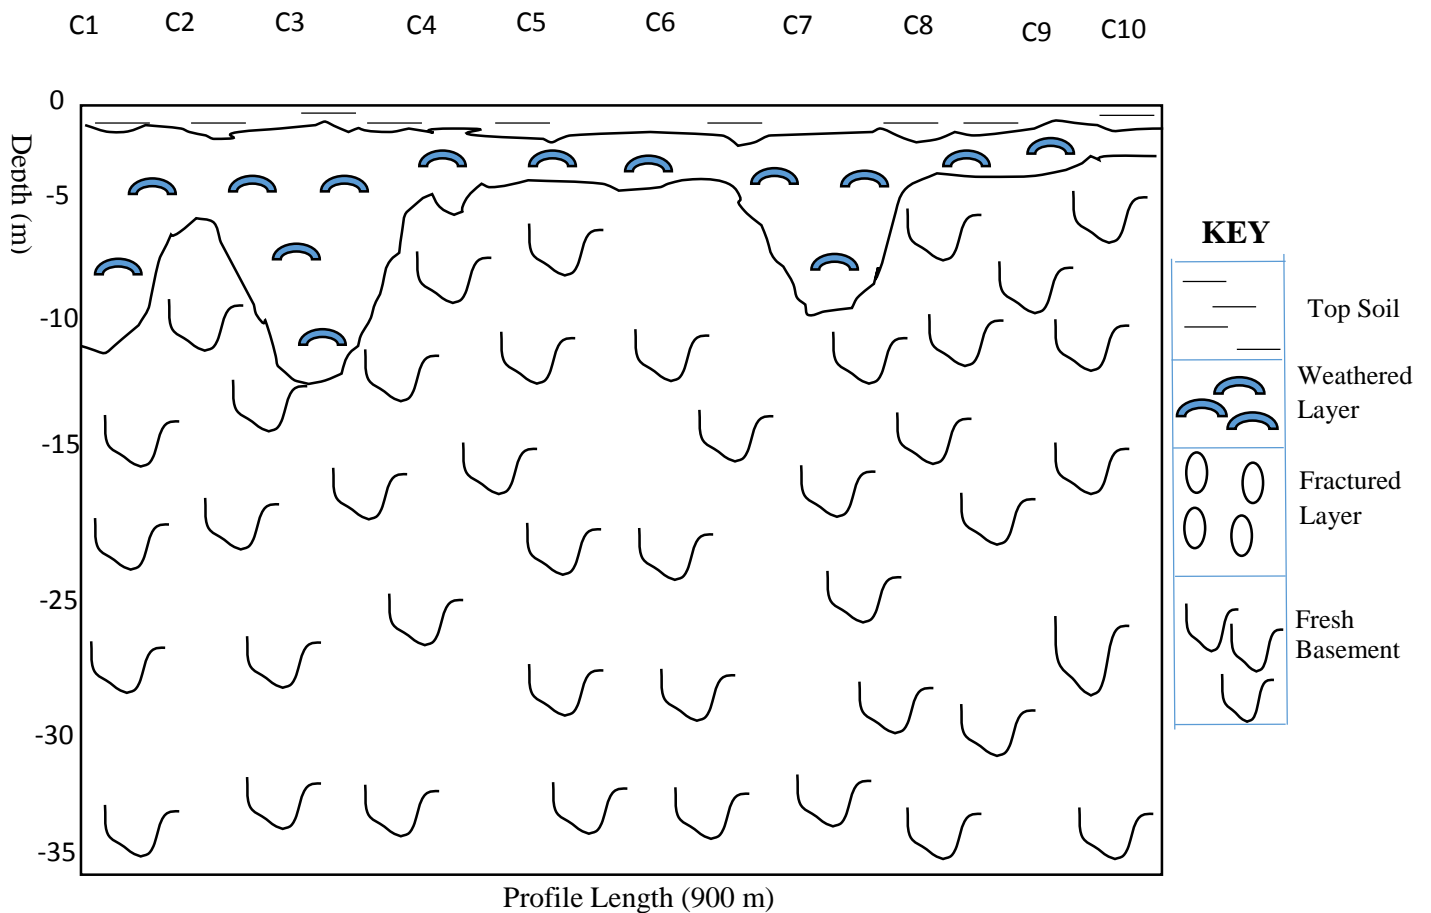 C1 C2 C3 C4 C5 C6 C7 C8 C9 C10
0
-5
-10
-15
-25
-30
-35
Depth (m)
Profile Length (900 m)
KEY
Top Soil
Weathered
Layer
Fractured
Layer
Fresh
Basement